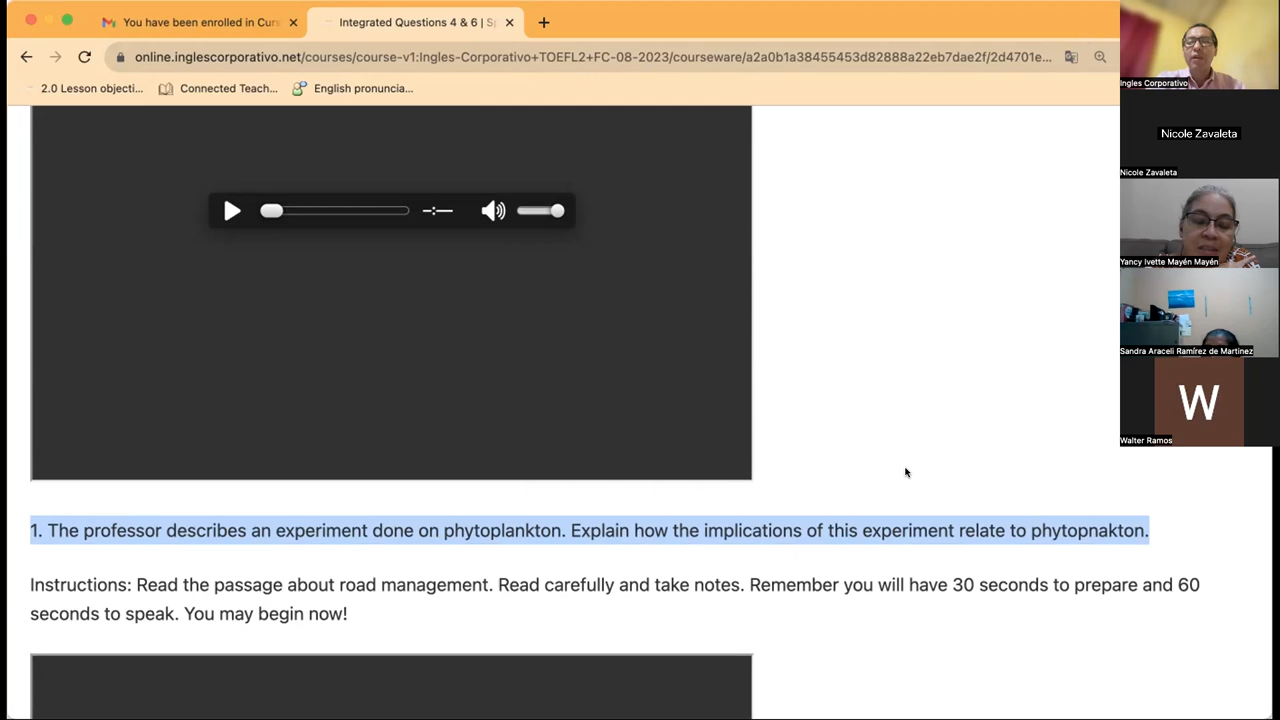 You have been enrolled in Curs
Integrated Questions 4 & 6 | Sp
online.inglescorporativo.net/courses/course-v1:Ingles-Corporativo+TOEFL2+FC-08-2023/courseware/a2a0b1a38455453d82888a22eb7dae2f/2d4701e...
2.0 Lesson objecti...
Connected Teach...
English pronuncia...
Ingles Corporativo
Nicole Zavaleta
Nicole Zavaleta
Yancy Ivette Mayén Mayén
Sandra Araceli Ramírez de Martinez
W
Walter Ramos
1. The professor describes an experiment done on phytoplankton. Explain how the implications of this experiment relate to phytopnakton.
Instructions: Read the passage about road management. Read carefully and take notes. Remember you will have 30 seconds to prepare and 60
seconds to speak. You may begin now!